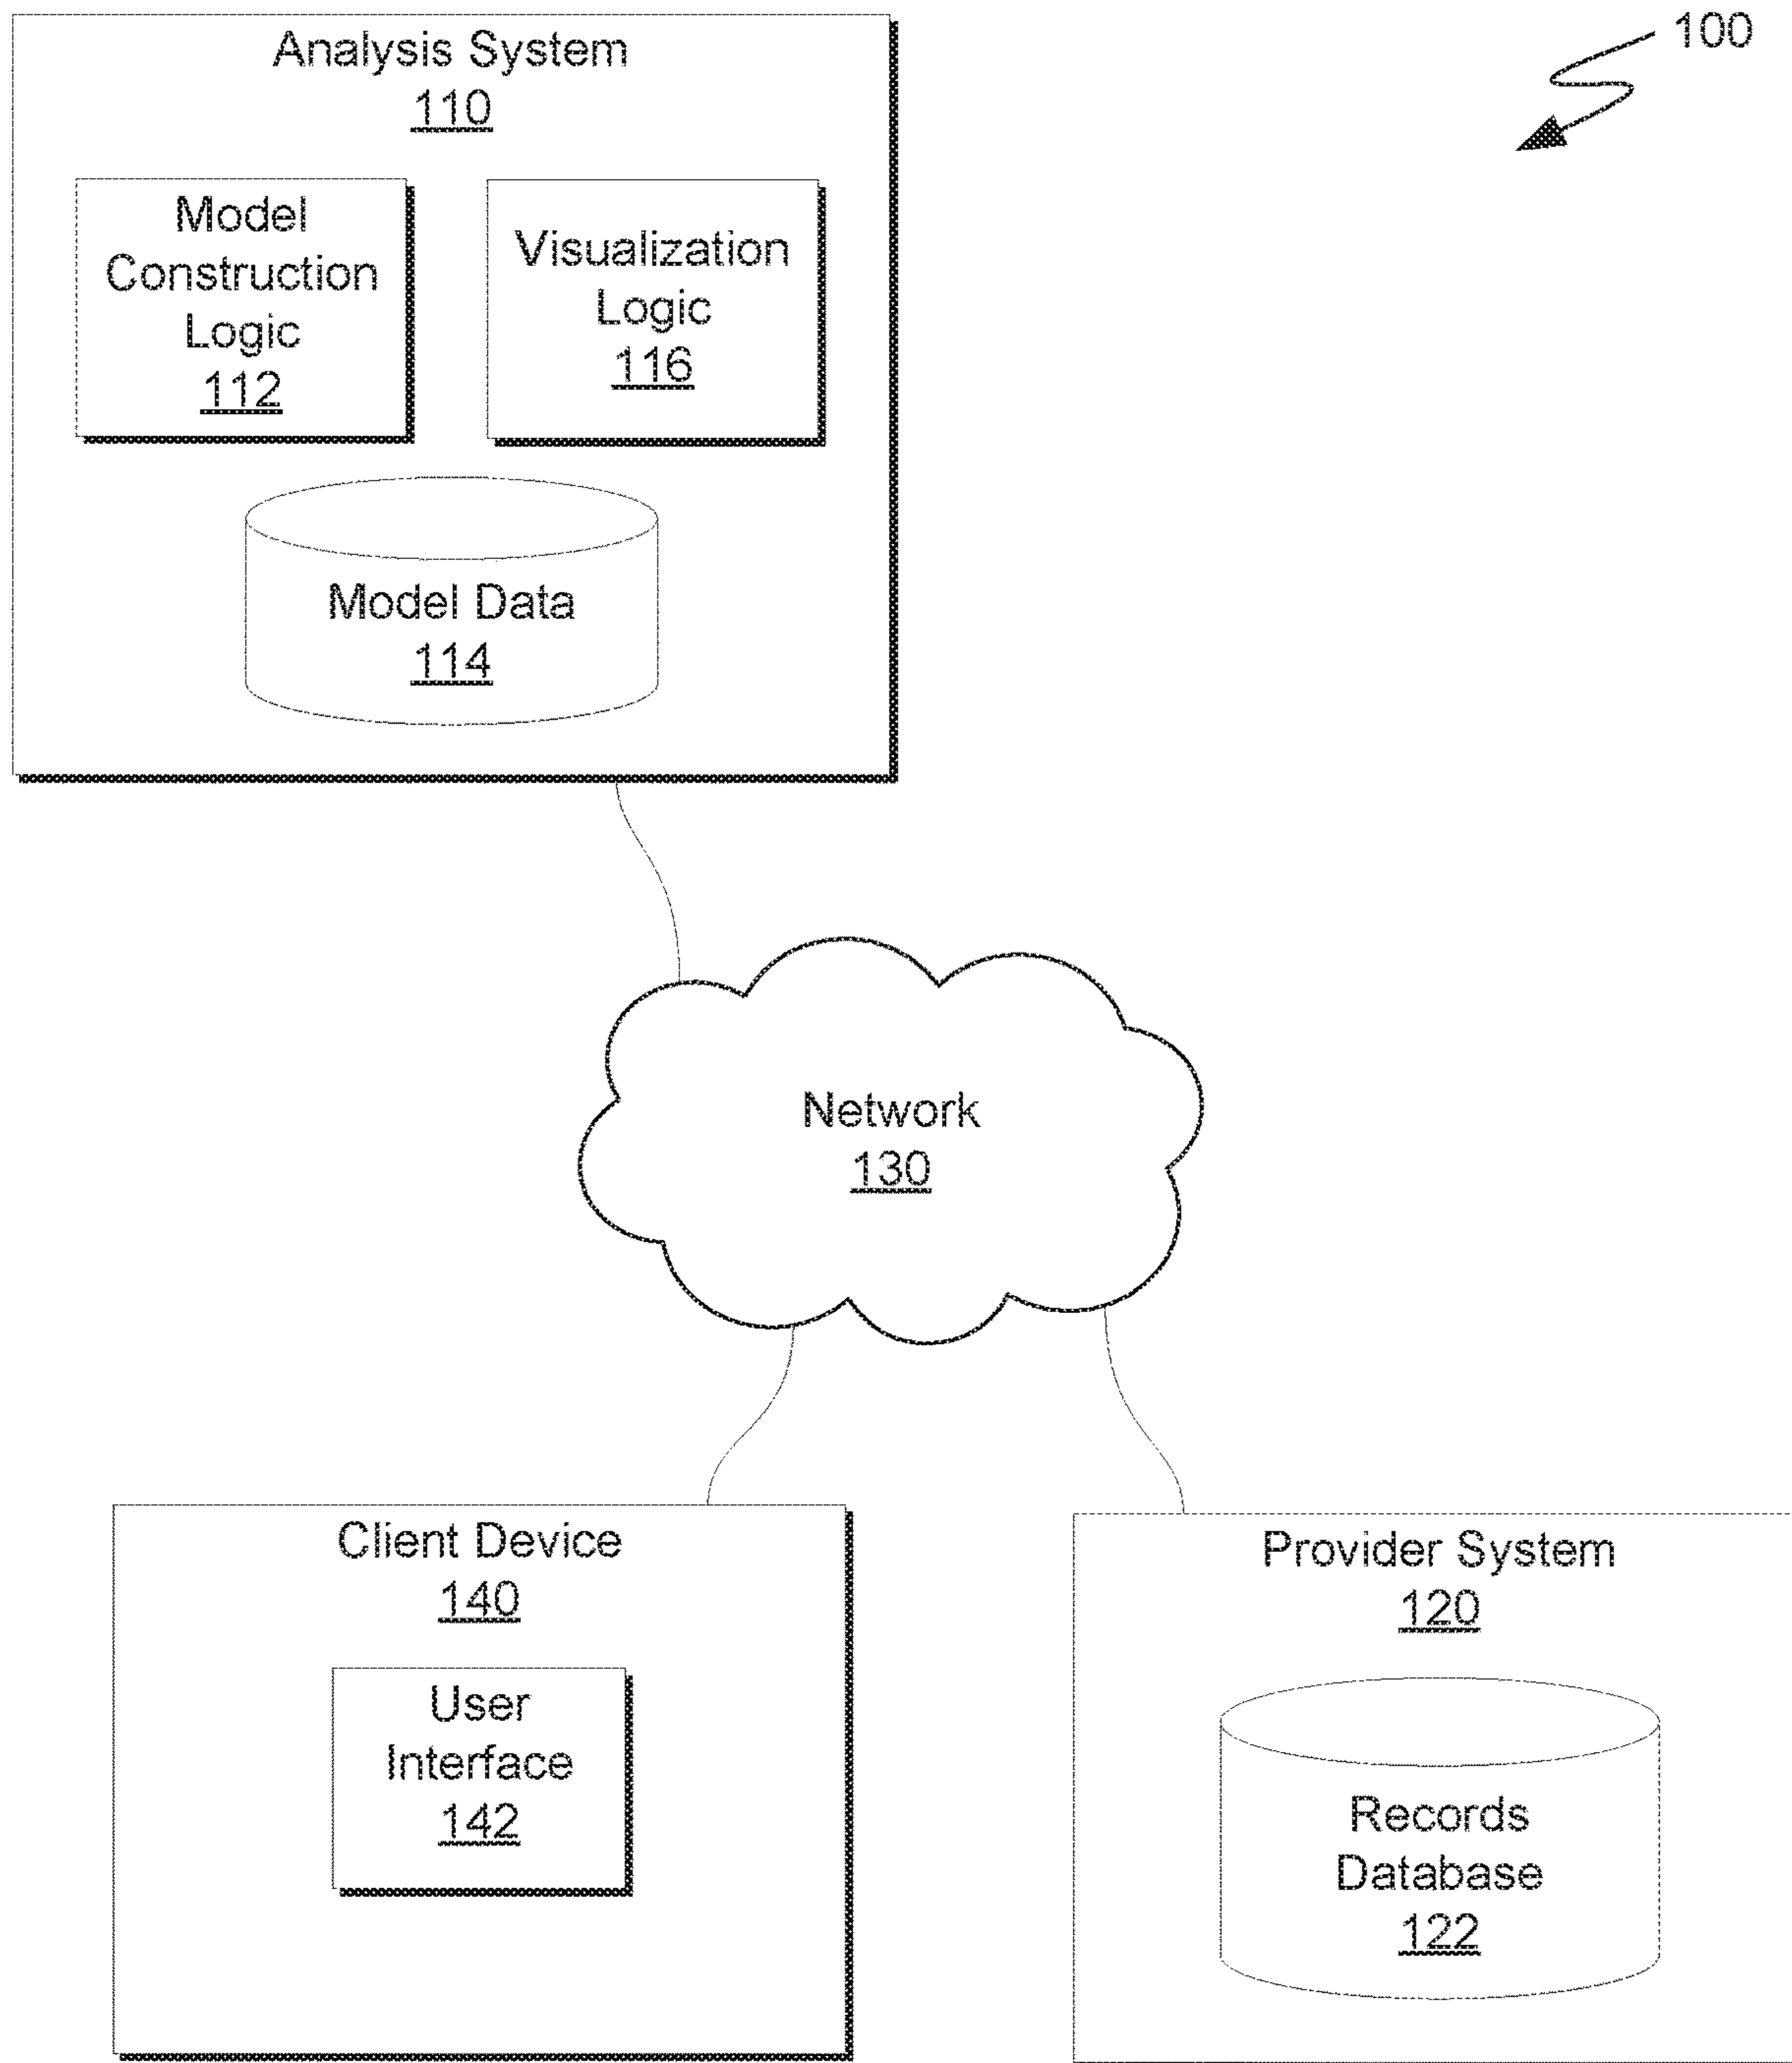 100
Analysis System
110
Model
Construction
Logic
112
Visualization
Logic
116
Model Data
114
Network
130
Client Device
140
User
Interface
142
Provider System
120
Records
Database
122